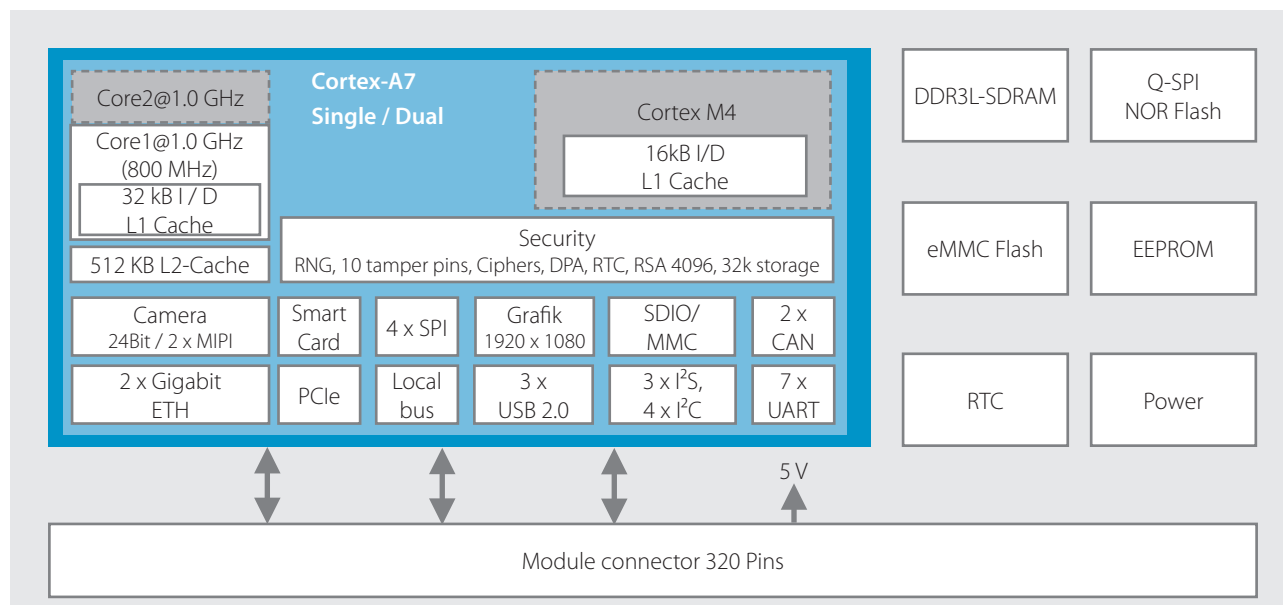 Cortex-A7
Single / Dual
Core2@1.0 GHz
Core1@1.0 GHz
(800 MHz)
32 kB I / D
L1 Cache
512 KB L2-Cache
Cortex M4
16kB I/D
L1 Cache
Security
RNG, 10 tamper pins, Ciphers, DPA, RTC, RSA 4096, 32k storage
Camera
24Bit / 2 x MIPI
Smart
Card
4 x SPI
Grafik
1920 x 1080
SDIO/
MMC
2 x
CAN
2 x Gigabit
ETH
PCIe
Local
bus
3 x
USB 2.0
3 x I²S,
4 x I²C
7 x
UART
DDR3L-SDRAM
Q-SPI
NOR Flash
eMMC Flash
EEPROM
RTC
Power
5 V
Module connector 320 Pins